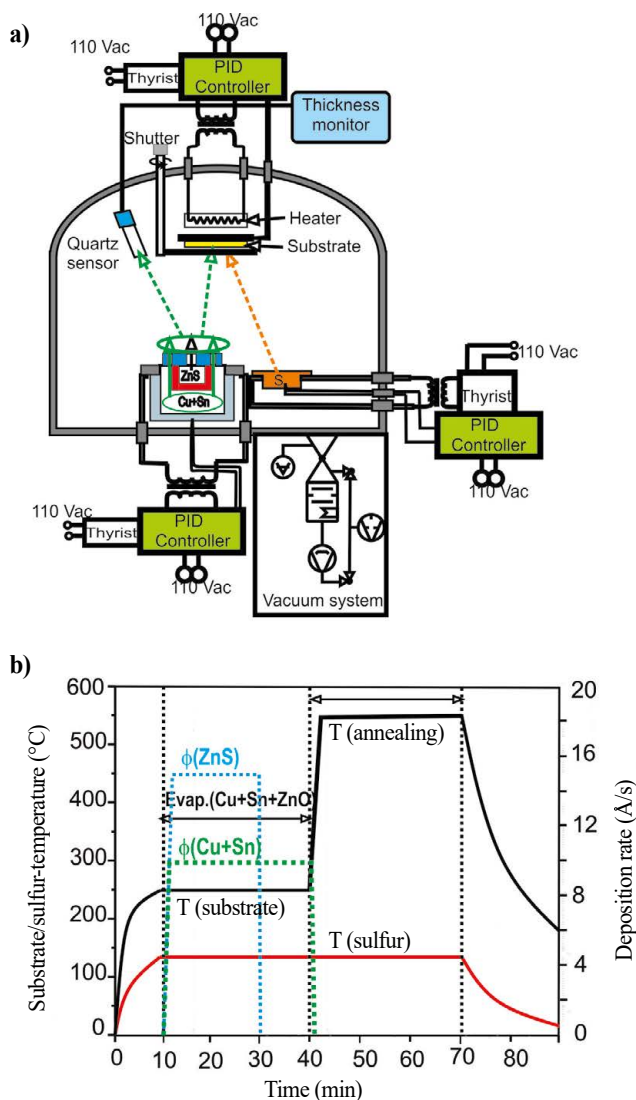 a)
110 Vac
110 Vac
Thyrist
PID
Controller
Thickness
monitor
Shutter
Heater
Substrate
Quartz
sensor
ZnS
Cu+Sn
S
110 Vac
Thyrist
PID
Controller
110 Vac
110 Vac
Thyrist
PID
Controller
110 Vac
Vacuum system
b)
Substrate/sulfur-temperature (°C)
600
550
400
300
200
100
0
20
16
12
8
4
0
Deposition rate (Å/s)
T (annealing)
ϕ(ZnS)
Evap.(Cu+Sn+ZnO)
ϕ(Cu+Sn)
T (substrate)
T (sulfur)
0 10 20 30 40 50 60 70 80
Time (min)